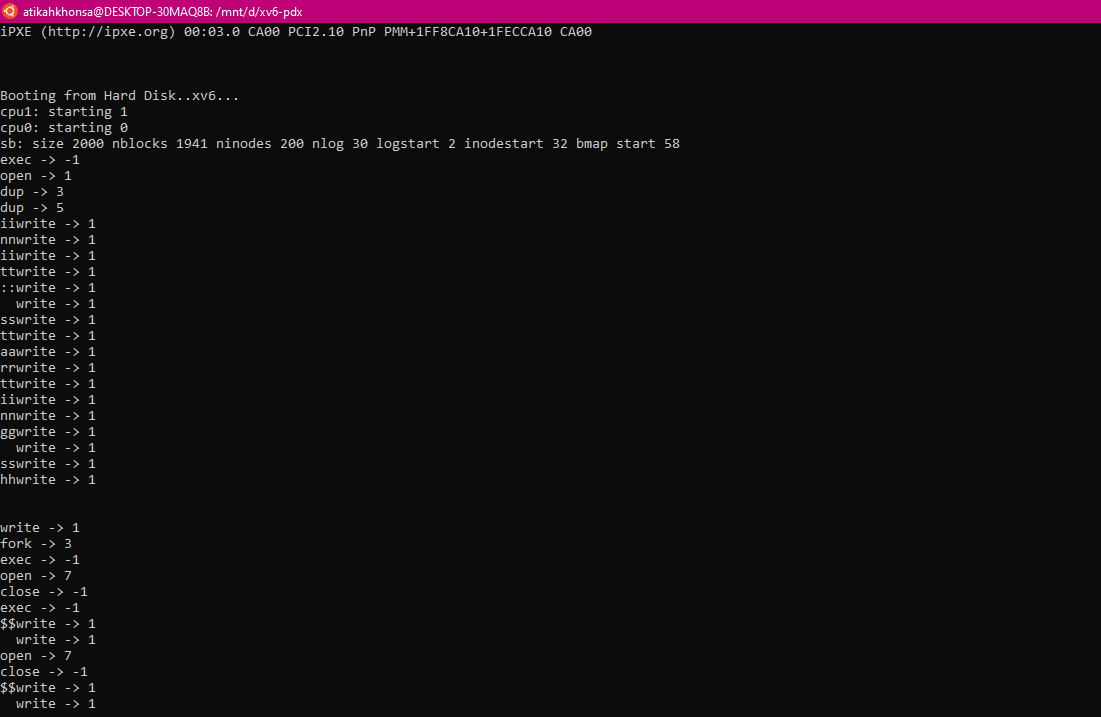 atikahkhonsa@DESKTOP-30MAQ8B: /mnt/d/xv6-pdx
iPXE (http://ipxe.org) 00:03.0 CA00 PCI2.10 PnP PMM+1FF8CA10+1FECCA10 CA00
Booting from Hard Disk..xv6...
cpu1: starting 1
cpu0: starting 0
sb: size 2000 nblocks 1941 ninodes 200 nlog 30 logstart 2 inodestart 32 bmap start 58
exec -> -1
open -> 1
dup -> 3
dup -> 5
iiwrite -> 1
nnwrite -> 1
iiwrite -> 1
ttwrite -> 1
::write -> 1
  write -> 1
sswrite -> 1
ttwrite -> 1
aawrite -> 1
rrwrite -> 1
ttwrite -> 1
iiwrite -> 1
nnwrite -> 1
ggwrite -> 1
  write -> 1
sswrite -> 1
hhwrite -> 1
write -> 1
fork -> 3
exec -> -1
open -> 7
close -> -1
exec -> -1
$$write -> 1
  write -> 1
open -> 7
close -> -1
$$write -> 1
  write -> 1